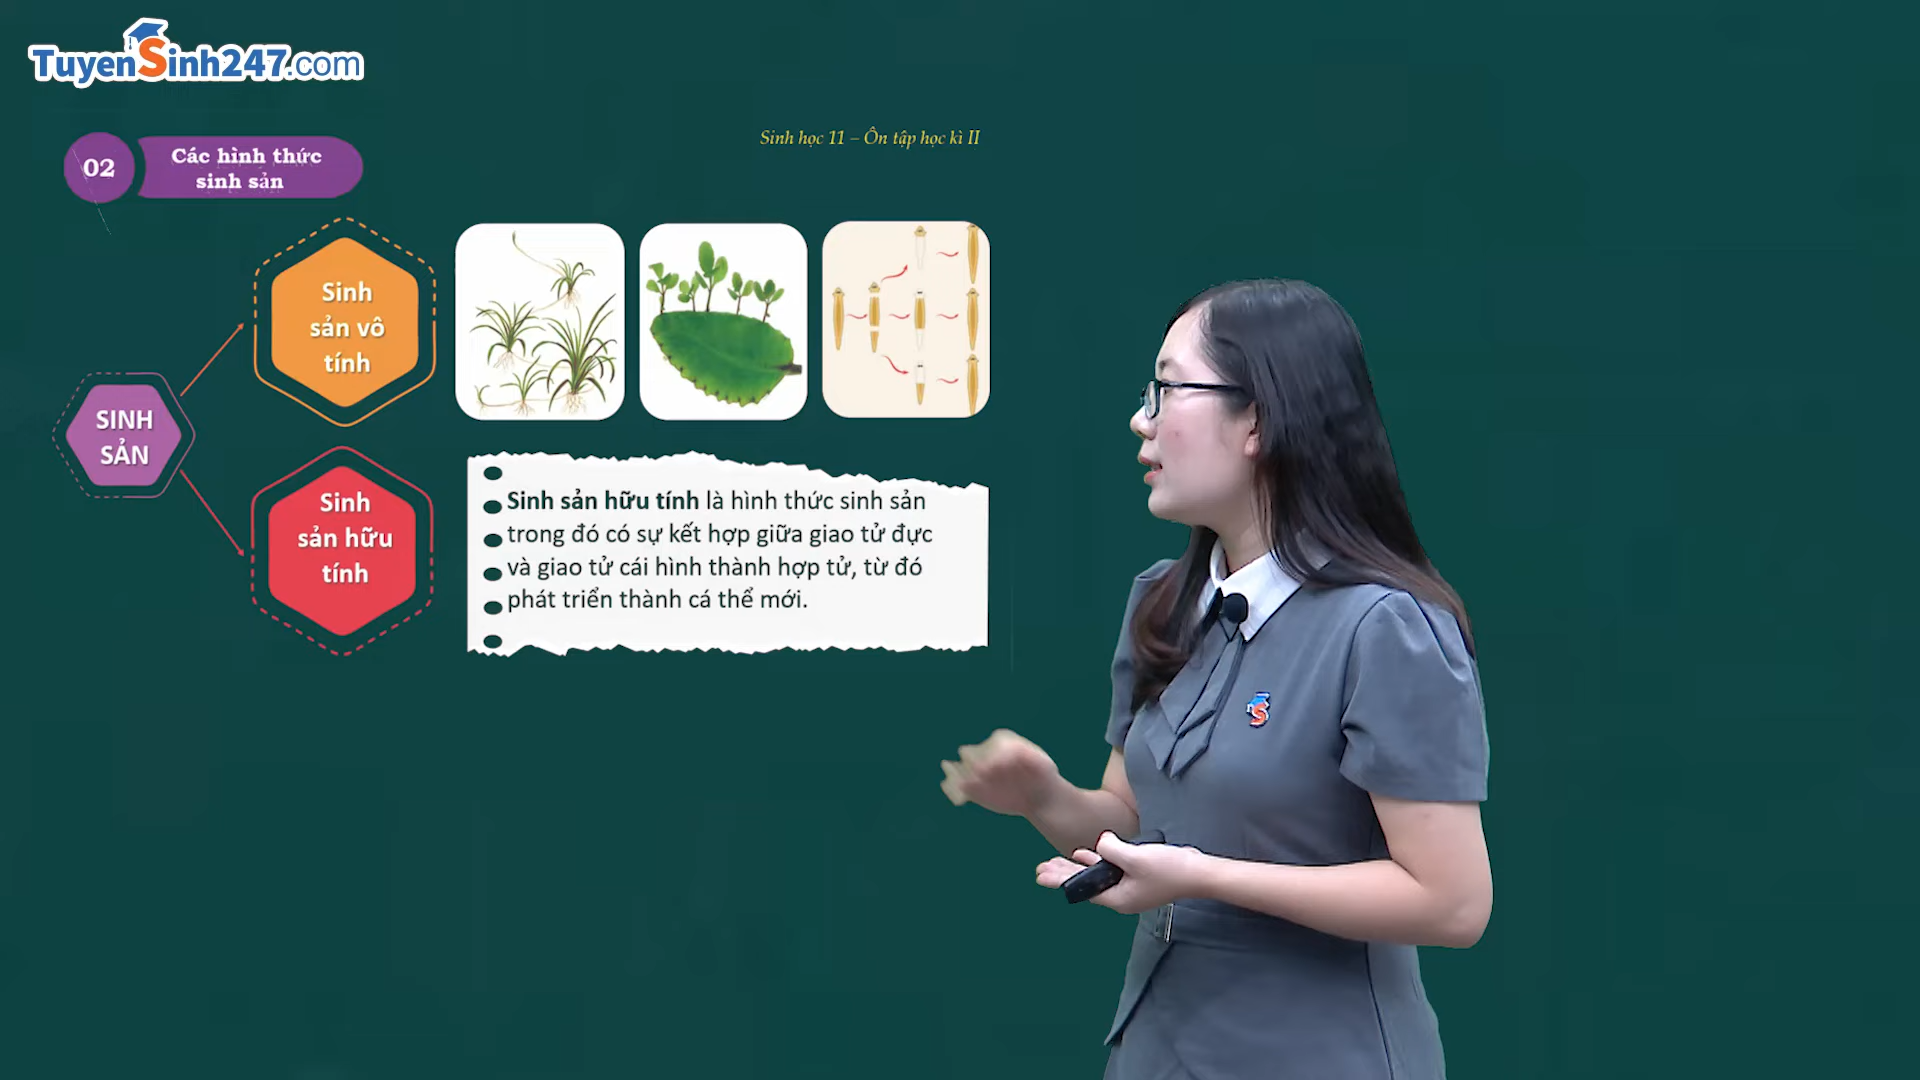 TuyenSinh247.com
Sinh học 11 – Ôn tập học kì II
02
Các hình thức
sinh sản
Sinh
sản vô
tính
SINH
SẢN
Sinh
sản hữu
tính
Sinh sản hữu tính là hình thức sinh sản
trong đó có sự kết hợp giữa giao tử đực
và giao tử cái hình thành hợp tử, từ đó
phát triển thành cá thể mới.